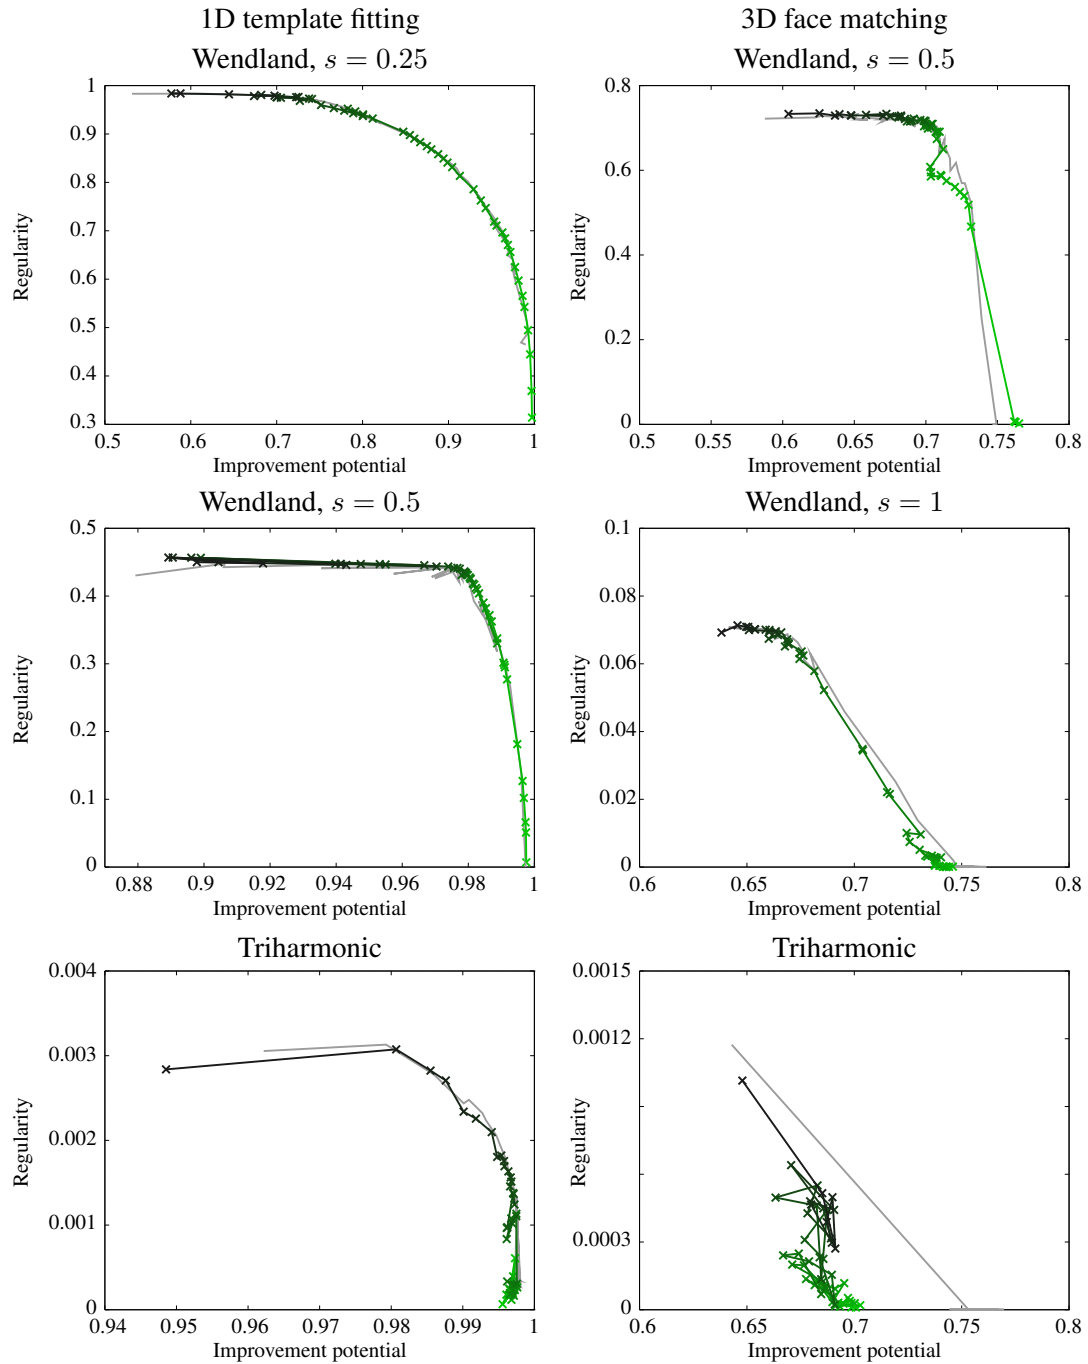 1D template fitting
Wendland, s = 0.25
1
0.9
0.8
0.7
0.6
0.5
0.4
0.3
Regularity
0.5 0.6 0.7 0.8 0.9 1
Improvement potential
3D face matching
Wendland, s = 0.5
0.8
0.6
0.4
0.2
0
Regularity
0.5 0.55 0.6 0.65 0.7 0.75 0.8
Improvement potential
Wendland, s = 0.5
0.5
0.4
0.3
0.2
0.1
0
Regularity
0.88 0.9 0.92 0.94 0.96 0.98 1
Improvement potential
Wendland, s = 1
0.1
0.08
0.06
0.04
0.02
0
Regularity
0.6 0.65 0.7 0.75 0.8
Improvement potential
Triharmonic
0.004
0.003
0.002
0.001
0
Regularity
0.94 0.95 0.96 0.97 0.98 0.99 1
Improvement potential
Triharmonic
0.0015
0.0012
0.0003
0
Regularity
0.6 0.65 0.7 0.75 0.8
Improvement potential